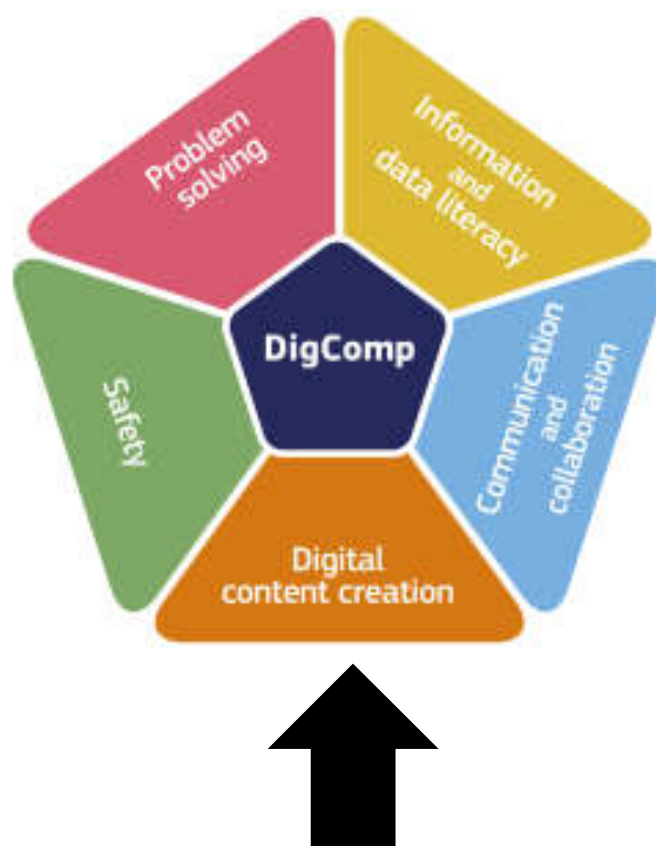 Problem
solving
Information
and
data literacy
DigComp
Safety
Communication
and
collaboration
Digital
content creation